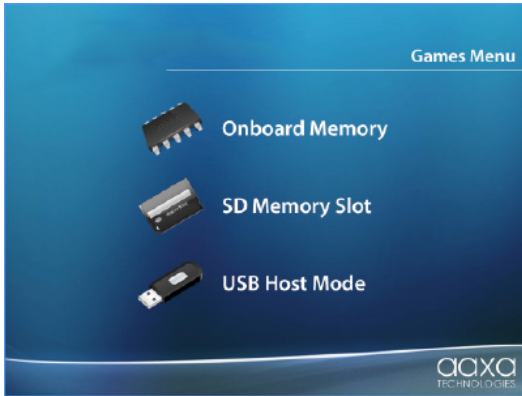 Games Menu
Onboard Memory
SD Memory Slot
USB Host Mode
aaxa
TECHNOLOGIES